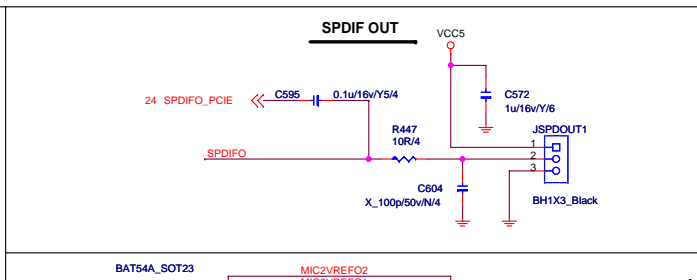 SPDIF OUT
VCC5
24 SPDIFO_PCIE
C595
0.1u/16v/Y5/4
C572
1u/16v/Y/6
R447
10R/4
JSPDOUT1
SPDIFO
1
2
3
C604
X_100p/50v/N/4
BH1X3_Black
BAT54A_SOT23
MIC2VREFO2